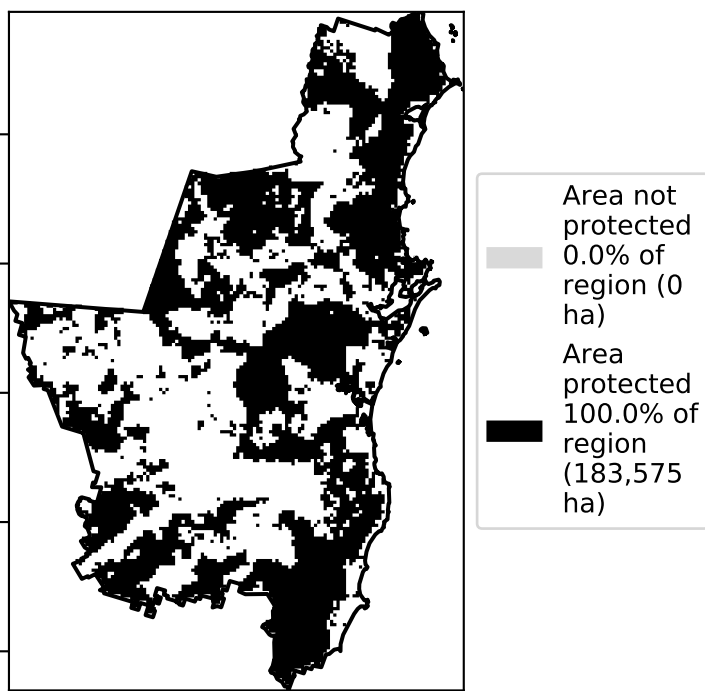 Area not
protected
0.0% of
region (0
ha)
Area
protected
100.0% of
region
(183,575
ha)